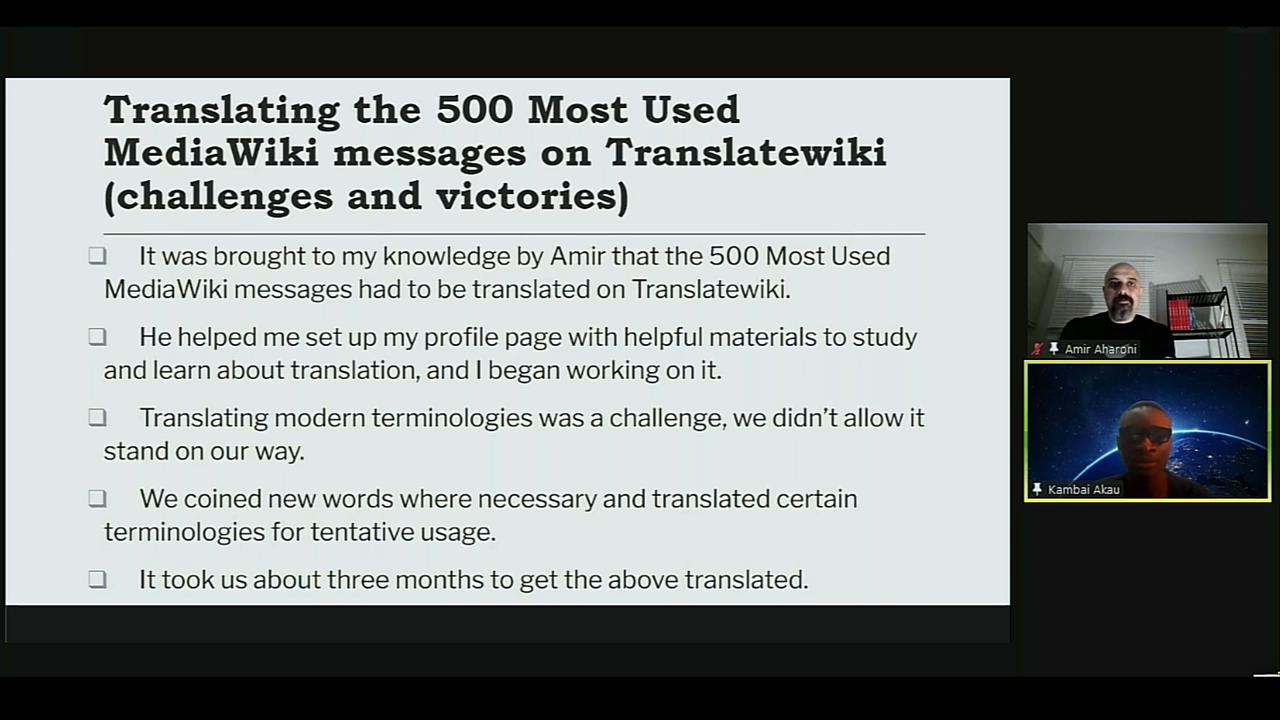 Translating the 500 Most Used
MediaWiki messages on Translatewiki
(challenges and victories)
❑ It was brought to my knowledge by Amir that the 500 Most Used
MediaWiki messages had to be translated on Translatewiki.
❑ He helped me set up my profile page with helpful materials to study
and learn about translation, and I began working on it.
❑ Translating modern terminologies was a challenge, we didn’t allow it
stand on our way.
❑ We coined new words where necessary and translated certain
terminologies for tentative usage.
❑ It took us about three months to get the above translated.
Amir Aharoni
Kambai Akau